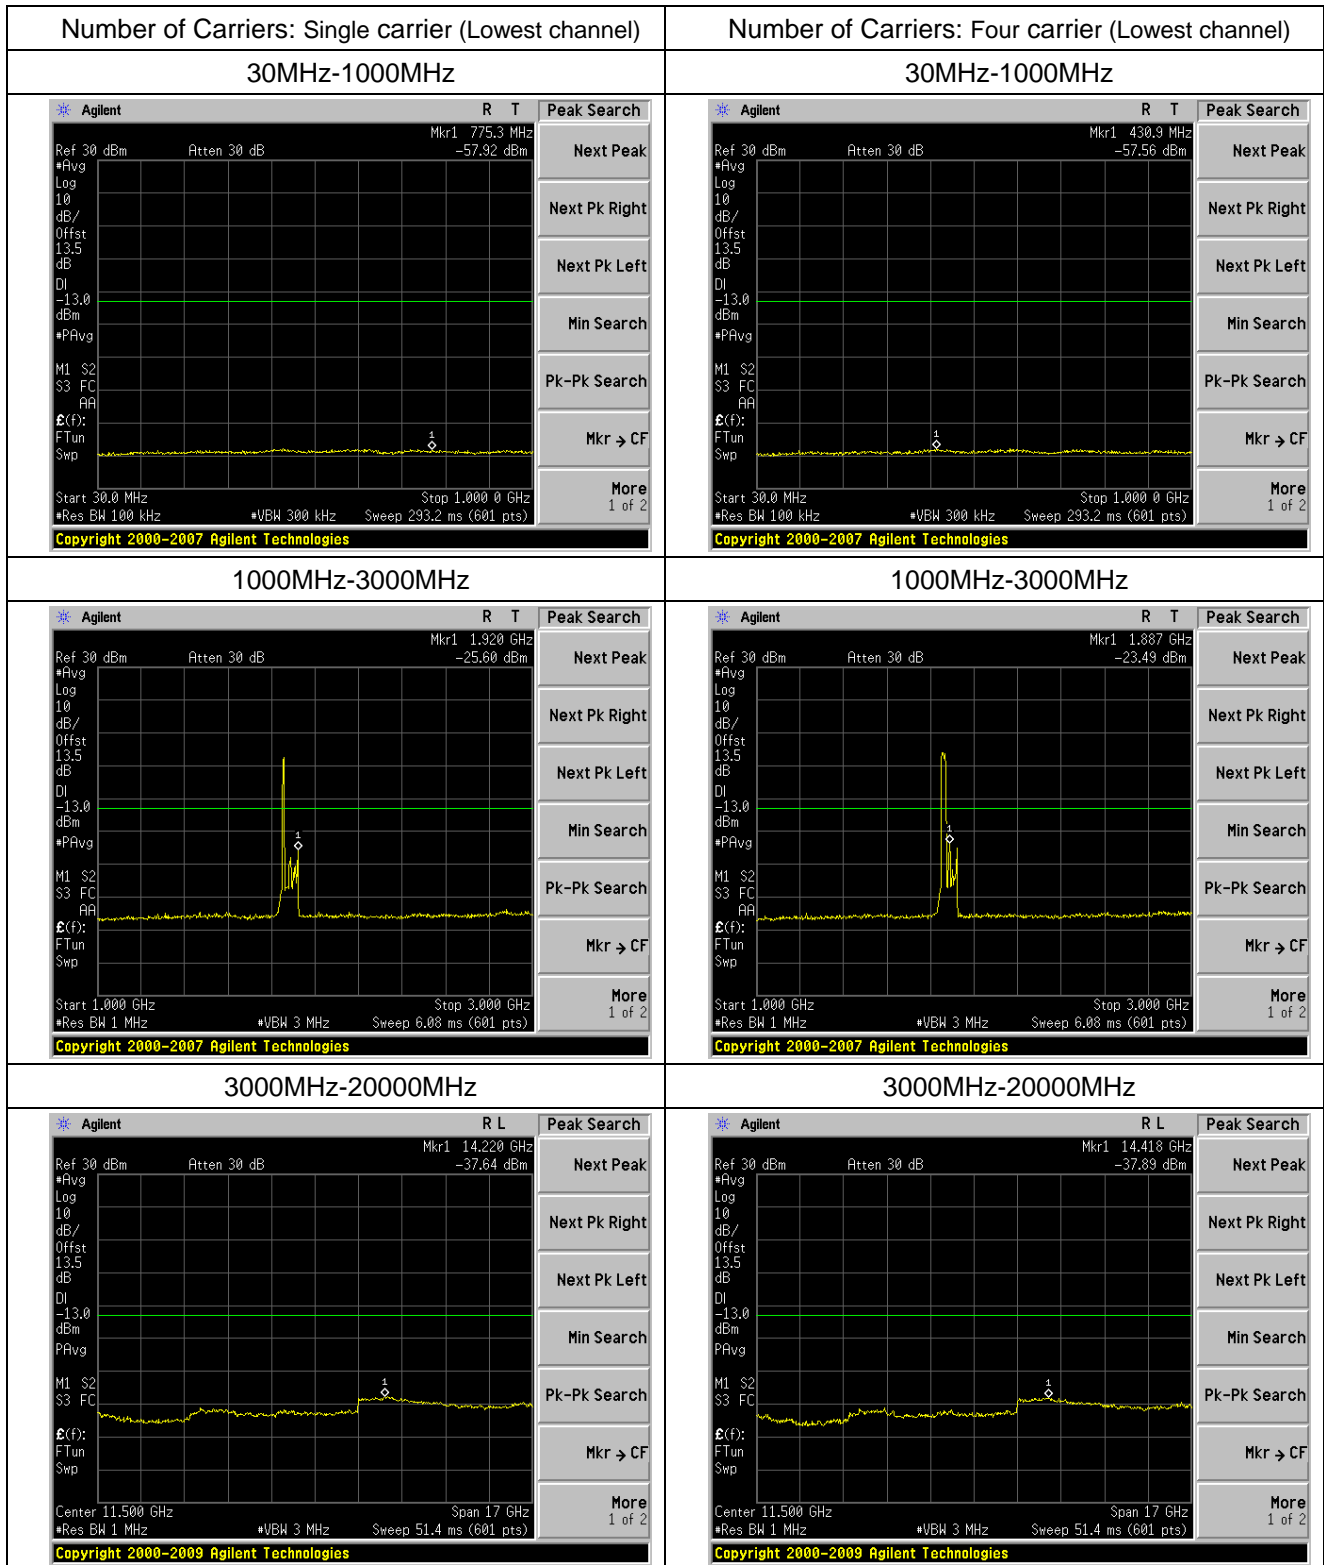 Number of Carriers: Single carrier (Lowest channel)
Number of Carriers: Four carrier (Lowest channel)
30MHz-1000MHz
30MHz-1000MHz
Agilent R T Peak Search
Mkr1 775.3 MHz
Ref 30 dBm Atten 30 dB -57.92 dBm
#Avg
Log
10
dB/
Offst
13.5
dB
DI
-13.0
dBm
#PAvg
M1 S2
S3 FC
AA
£(f):
FTun
Swp
1
Start 30.0 MHz Stop 1.000 0 GHz
#Res BW 100 kHz #VBW 300 kHz Sweep 293.2 ms (601 pts)
Copyright 2000-2007 Agilent Technologies
Next Peak
Next Pk Right
Next Pk Left
Min Search
Pk-Pk Search
Mkr → CF
More
1 of 2
Agilent R T Peak Search
Mkr1 430.9 MHz
Ref 30 dBm Atten 30 dB -57.56 dBm
#Avg
Log
10
dB/
Offst
13.5
dB
DI
-13.0
dBm
#PAvg
M1 S2
S3 FC
AA
£(f):
FTun
Swp
1
Start 30.0 MHz Stop 1.000 0 GHz
#Res BW 100 kHz #VBW 300 kHz Sweep 293.2 ms (601 pts)
Copyright 2000-2007 Agilent Technologies
Next Peak
Next Pk Right
Next Pk Left
Min Search
Pk-Pk Search
Mkr → CF
More
1 of 2
1000MHz-3000MHz
1000MHz-3000MHz
Agilent R T Peak Search
Mkr1 1.920 GHz
Ref 30 dBm Atten 30 dB -25.60 dBm
#Avg
Log
10
dB/
Offst
13.5
dB
DI
-13.0
dBm
#PAvg
M1 S2
S3 FC
AA
£(f):
FTun
Swp
1
Start 1.000 GHz Stop 3.000 GHz
#Res BW 1 MHz #VBW 3 MHz Sweep 6.08 ms (601 pts)
Copyright 2000-2007 Agilent Technologies
Next Peak
Next Pk Right
Next Pk Left
Min Search
Pk-Pk Search
Mkr → CF
More
1 of 2
Agilent R T Peak Search
Mkr1 1.887 GHz
Ref 30 dBm Atten 30 dB -23.49 dBm
#Avg
Log
10
dB/
Offst
13.5
dB
DI
-13.0
dBm
#PAvg
M1 S2
S3 FC
AA
£(f):
FTun
Swp
1
Start 1.000 GHz Stop 3.000 GHz
#Res BW 1 MHz #VBW 3 MHz Sweep 6.08 ms (601 pts)
Copyright 2000-2007 Agilent Technologies
Next Peak
Next Pk Right
Next Pk Left
Min Search
Pk-Pk Search
Mkr → CF
More
1 of 2
3000MHz-20000MHz
3000MHz-20000MHz
Agilent R L Peak Search
Mkr1 14.220 GHz
Ref 30 dBm Atten 30 dB -37.64 dBm
#Avg
Log
10
dB/
Offst
13.5
dB
DI
-13.0
dBm
PAvg
M1 S2
S3 FC
£(f):
FTun
Swp
1
Center 11.500 GHz Span 17 GHz
#Res BW 1 MHz #VBW 3 MHz Sweep 51.4 ms (601 pts)
Copyright 2000-2009 Agilent Technologies
Next Peak
Next Pk Right
Next Pk Left
Min Search
Pk-Pk Search
Mkr → CF
More
1 of 2
Agilent R L Peak Search
Mkr1 14.418 GHz
Ref 30 dBm Atten 30 dB -37.89 dBm
#Avg
Log
10
dB/
Offst
13.5
dB
DI
-13.0
dBm
PAvg
M1 S2
S3 FC
£(f):
FTun
Swp
1
Center 11.500 GHz Span 17 GHz
#Res BW 1 MHz #VBW 3 MHz Sweep 51.4 ms (601 pts)
Copyright 2000-2009 Agilent Technologies
Next Peak
Next Pk Right
Next Pk Left
Min Search
Pk-Pk Search
Mkr → CF
More
1 of 2